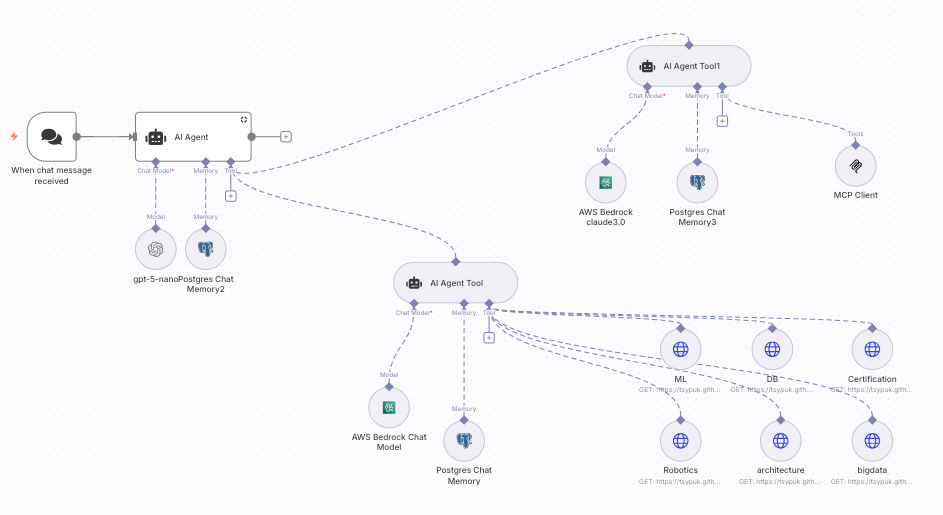 AI Agent Tool1
Chat Model*
Memory
Tool
Model
Memory
Tools
AWS Bedrock
claude3.0
Postgres Chat
Memory3
MCP Client
When chat message
received
AI Agent
Chat Model*
Memory
Tool
Model
Memory
gpt-5-nano
Postgres Chat
Memory2
AI Agent Tool
Chat Model*
Memory
Tool
Model
Memory
AWS Bedrock Chat
Model
Postgres Chat
Memory
ML
GET: https://tsypuk.gith...
DB
GET: https://tsypuk.gith...
Certification
GET: https://tsypuk.gith...
Robotics
GET: https://tsypuk.gith...
architecture
GET: https://tsypuk.gith...
bigdata
GET: https://tsypuk.gith...